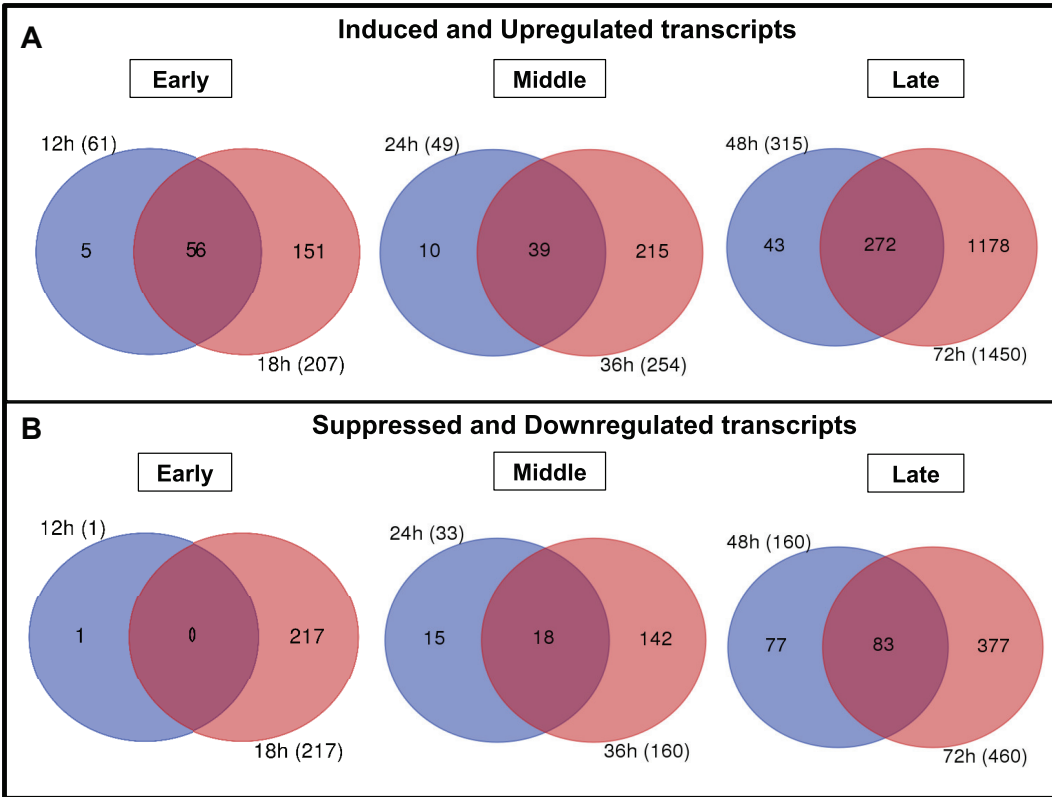 A
Induced and Upregulated transcripts
Early
Middle
Late
12h (61)
24h (49)
48h (315)
5
56
151
10
39
215
43
272
1178
18h (207)
36h (254)
72h (1450)
B
Suppressed and Downregulated transcripts
Early
Middle
Late
12h (1)
24h (33)
48h (160)
1
0
217
15
18
142
77
83
377
18h (217)
36h (160)
72h (460)